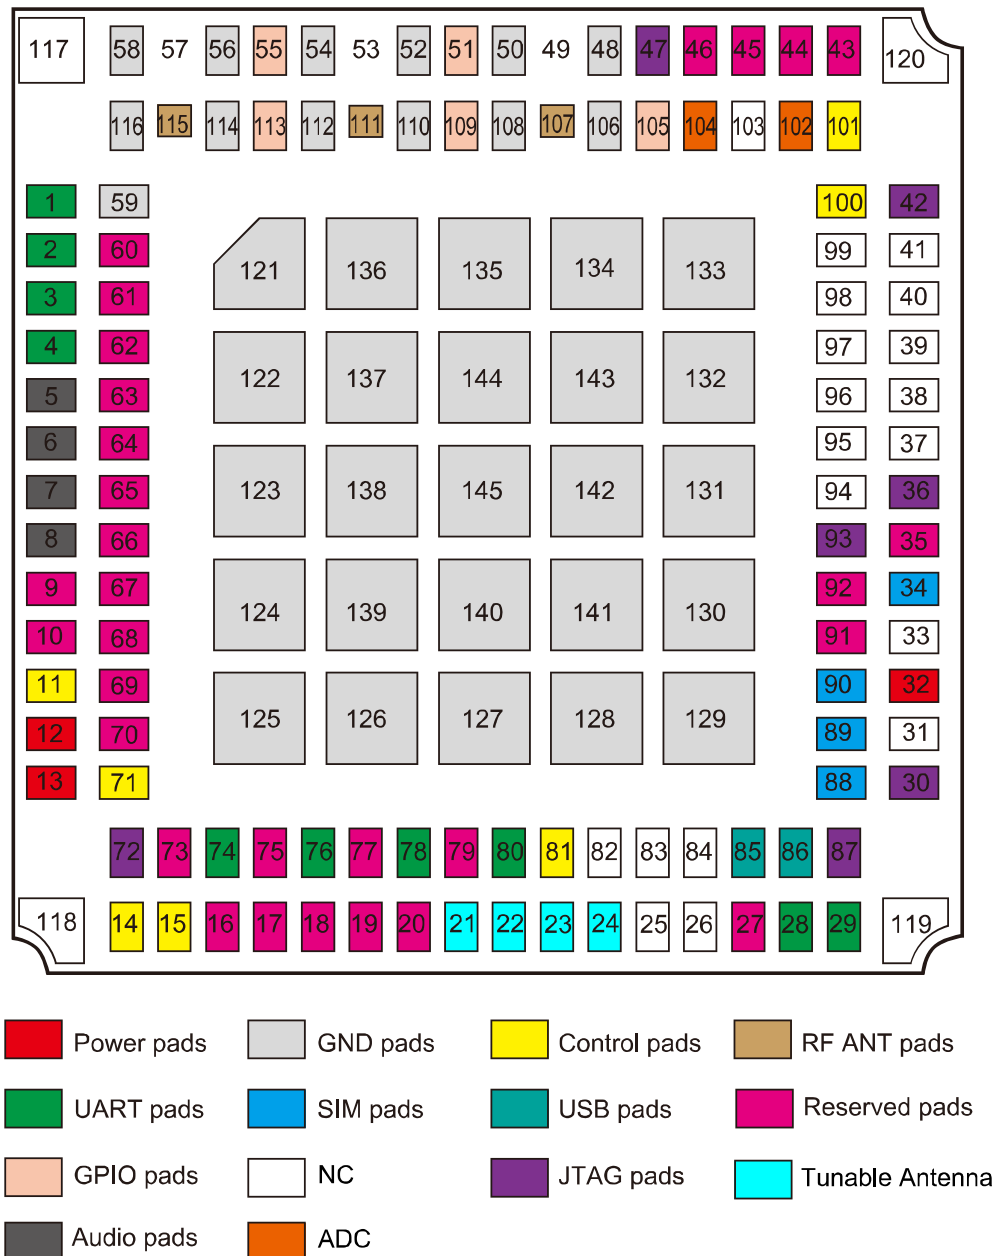 117 58 57 56 55 54 53 52 51 50 49 48 47 46 45 44 43 120
116 115 114 113 112 111 110 109 108 107 106 105 104 103 102 101
1 59 100 42
2 60 99 41
121 136 135 134 133
3 61 98 40
4 62 97 39
122 137 144 143 132
5 63 96 38
6 64 95 37
7 65 123 138 145 142 131 94 36
8 66 93 35
9 67 92 34
124 139 140 141 130
10 68 91 33
11 69 90 32
125 126 127 128 129
12 70 89 31
13 71 88 30
72 73 74 75 76 77 78 79 80 81 82 83 84 85 86 87
118 14 15 16 17 18 19 20 21 22 23 24 25 26 27 28 29 119
Power pads GND pads Control pads RF ANT pads
UART pads SIM pads USB pads Reserved pads
GPIO pads NC JTAG pads Tunable Antenna
Audio pads ADC